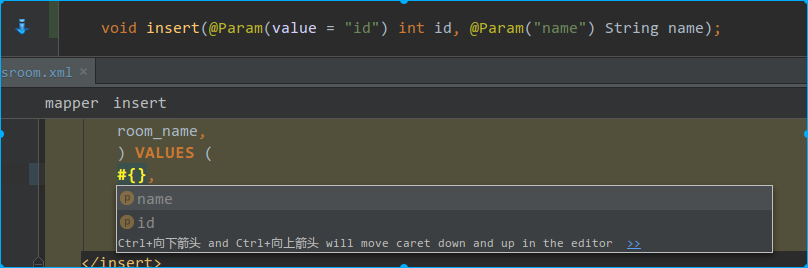 void insert(@Param(value = "id") int id, @Param("name") String name);
sroom.xml ×
mapper insert
room_name,
) VALUES (
#{},
p name
p id
Ctrl+向下箭头 and Ctrl+向上箭头 will move caret down and up in the editor >>
</insert>